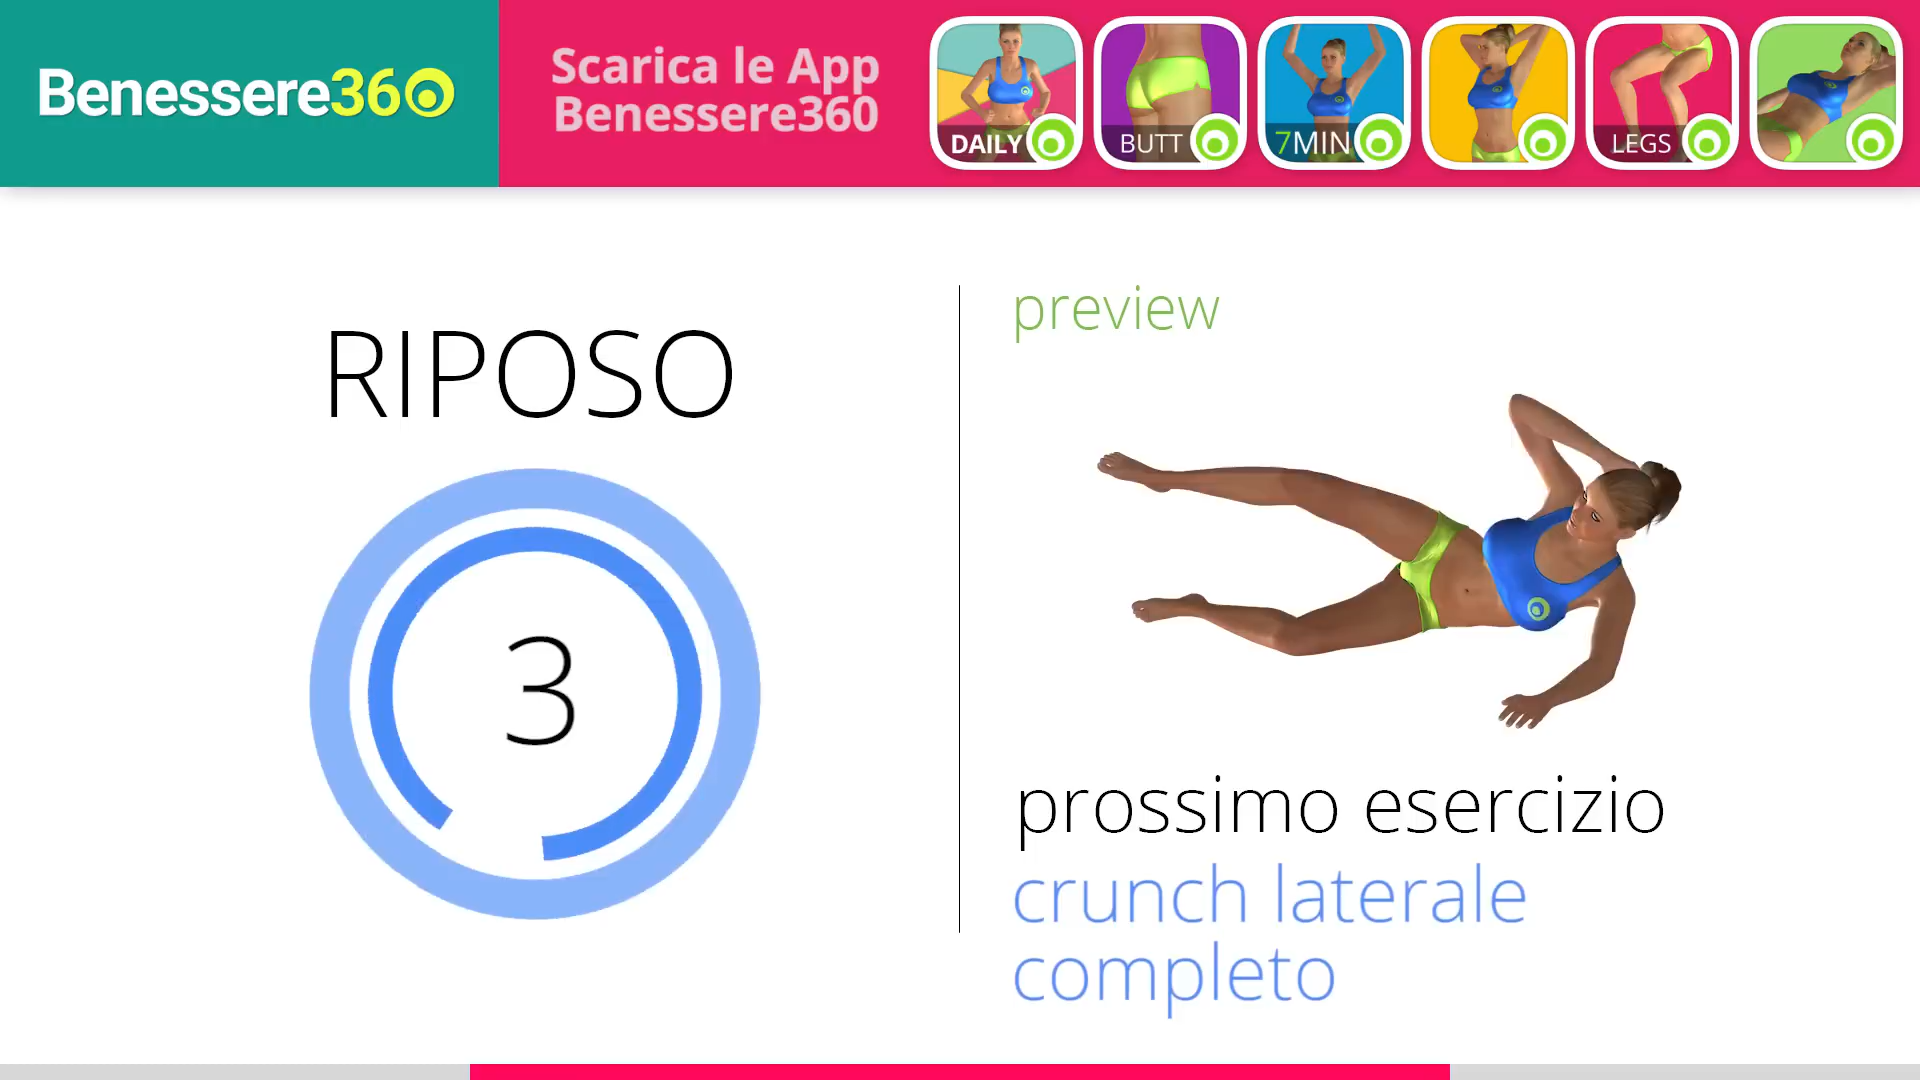 Benessere360
Scarica le App
Benessere360
DAILY
BUTT
7MIN
LEGS
preview
RIPOSO
3
prossimo esercizio
crunch laterale
completo